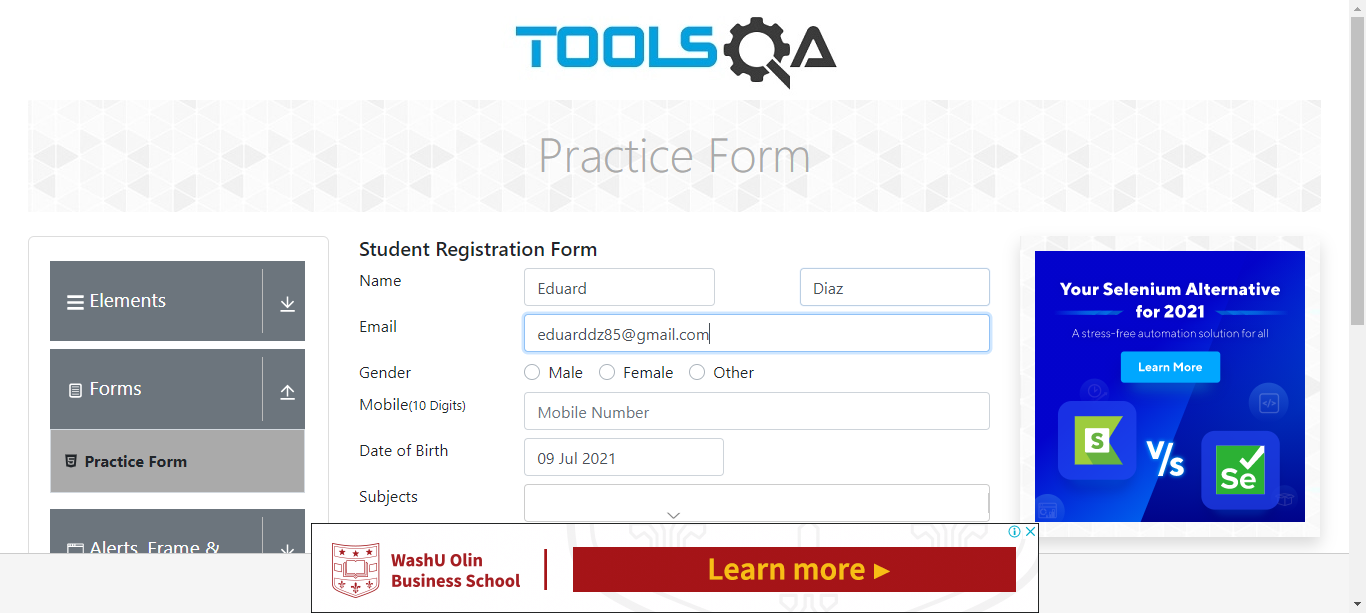 TOOLSQA
Practice Form
Elements
Forms
Practice Form
Alerts, Frame &
Student Registration Form
Name
Eduard
Diaz
Email
eduarddz85@gmail.com
Gender
Male
Female
Other
Mobile(10 Digits)
Mobile Number
Date of Birth
09 Jul 2021
Subjects
Your Selenium Alternative
for 2021
A stress-free automation solution for all
Learn More
S
V/s
Se
WashU Olin
Business School
Learn more ►